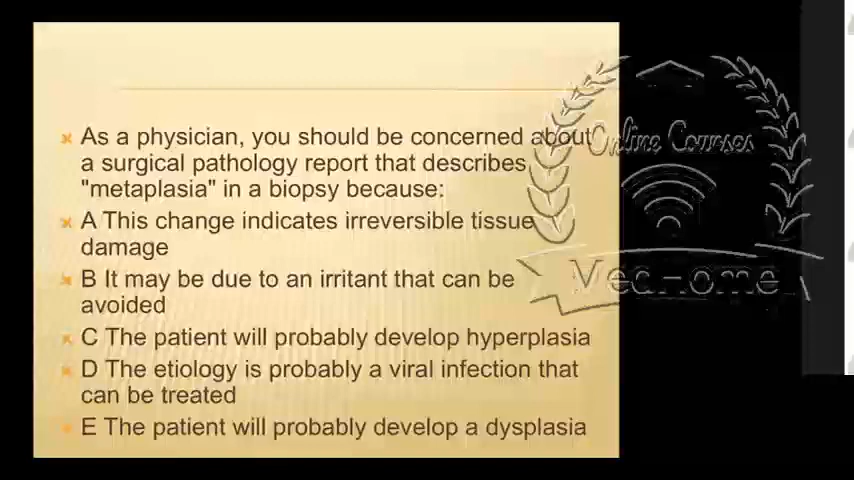 As a physician, you should be concerned about
a surgical pathology report that describes
"metaplasia" in a biopsy because:
A This change indicates irreversible tissue
damage
B It may be due to an irritant that can be
avoided
C The patient will probably develop hyperplasia
D The etiology is probably a viral infection that
can be treated
E The patient will probably develop a dysplasia
Online Courses
VedHome